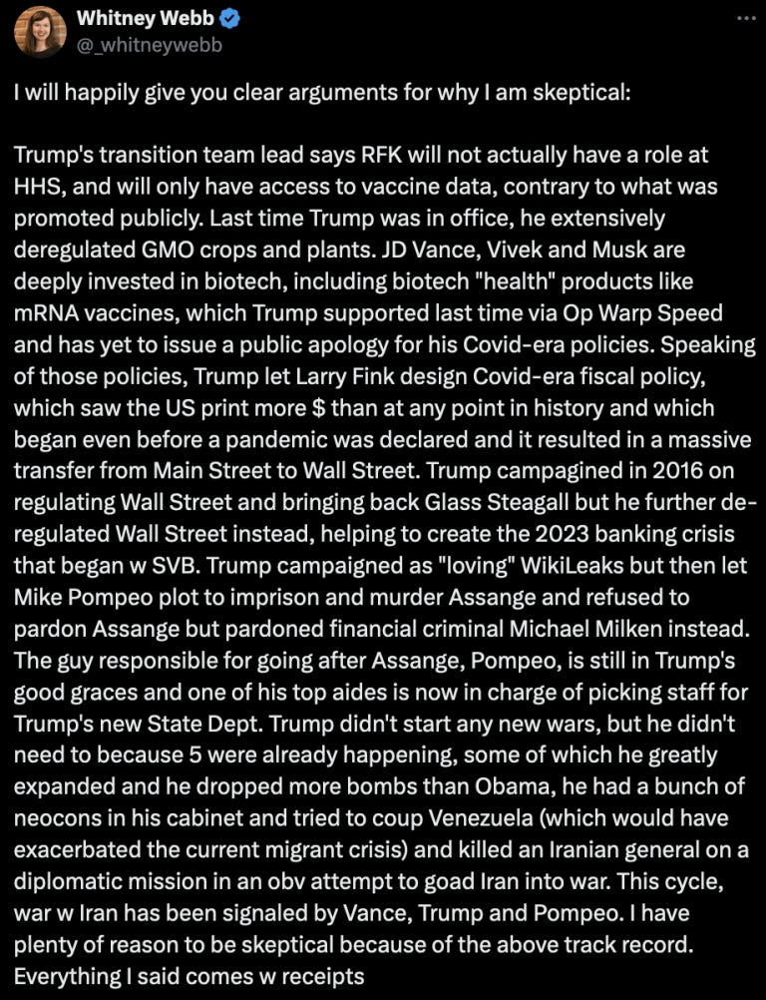 Whitney Webb
@_whitneywebb
I will happily give you clear arguments for why I am skeptical:
Trump's transition team lead says RFK will not actually have a role at
HHS, and will only have access to vaccine data, contrary to what was
promoted publicly. Last time Trump was in office, he extensively
deregulated GMO crops and plants. JD Vance, Vivek and Musk are
deeply invested in biotech, including biotech "health" products like
mRNA vaccines, which Trump supported last time via Op Warp Speed
and has yet to issue a public apology for his Covid-era policies. Speaking
of those policies, Trump let Larry Fink design Covid-era fiscal policy,
which saw the US print more $ than at any point in history and which
began even before a pandemic was declared and it resulted in a massive
transfer from Main Street to Wall Street. Trump campagined in 2016 on
regulating Wall Street and bringing back Glass Steagall but he further de-
regulated Wall Street instead, helping to create the 2023 banking crisis
that began w SVB. Trump campaigned as "loving" WikiLeaks but then let
Mike Pompeo plot to imprison and murder Assange and refused to
pardon Assange but pardoned financial criminal Michael Milken instead.
The guy responsible for going after Assange, Pompeo, is still in Trump's
good graces and one of his top aides is now in charge of picking staff for
Trump's new State Dept. Trump didn't start any new wars, but he didn't
need to because 5 were already happening, some of which he greatly
expanded and he dropped more bombs than Obama, he had a bunch of
neocons in his cabinet and tried to coup Venezuela (which would have
exacerbated the current migrant crisis) and killed an Iranian general on a
diplomatic mission in an obv attempt to goad Iran into war. This cycle,
war w Iran has been signaled by Vance, Trump and Pompeo. I have
plenty of reason to be skeptical because of the above track record.
Everything I said comes w receipts